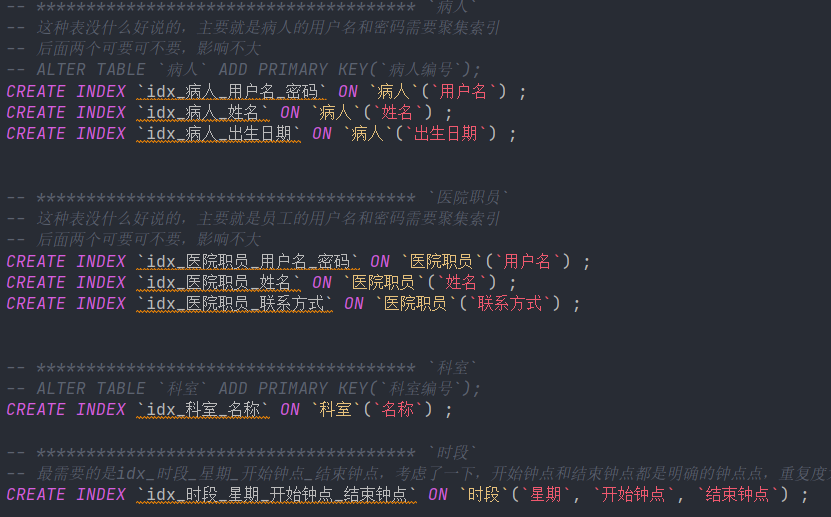 -- ************************************** `病人`
-- 这种表没什么好说的，主要就是病人的用户名和密码需要聚集索引
-- 后面两个可要可不要，影响不大
-- ALTER TABLE `病人` ADD PRIMARY KEY(`病人编号`);
CREATE INDEX `idx_病人_用户名_密码` ON `病人`(`用户名`) ;
CREATE INDEX `idx_病人_姓名` ON `病人`(`姓名`) ;
CREATE INDEX `idx_病人_出生日期` ON `病人`(`出生日期`) ;
-- ************************************** `医院职员`
-- 这种表没什么好说的，主要就是员工的用户名和密码需要聚集索引
-- 后面两个可要可不要，影响不大
CREATE INDEX `idx_医院职员_用户名_密码` ON `医院职员`(`用户名`) ;
CREATE INDEX `idx_医院职员_姓名` ON `医院职员`(`姓名`) ;
CREATE INDEX `idx_医院职员_联系方式` ON `医院职员`(`联系方式`) ;
-- ************************************** `科室`
-- ALTER TABLE `科室` ADD PRIMARY KEY(`科室编号`);
CREATE INDEX `idx_科室_名称` ON `科室`(`名称`) ;
-- ************************************** `时段`
-- 最需要的是idx_时段_星期_开始钟点_结束钟点，考虑了一下，开始钟点和结束钟点都是明确的钟点点，重复度
CREATE INDEX `idx_时段_星期_开始钟点_结束钟点` ON `时段`(`星期`, `开始钟点`, `结束钟点`) ;